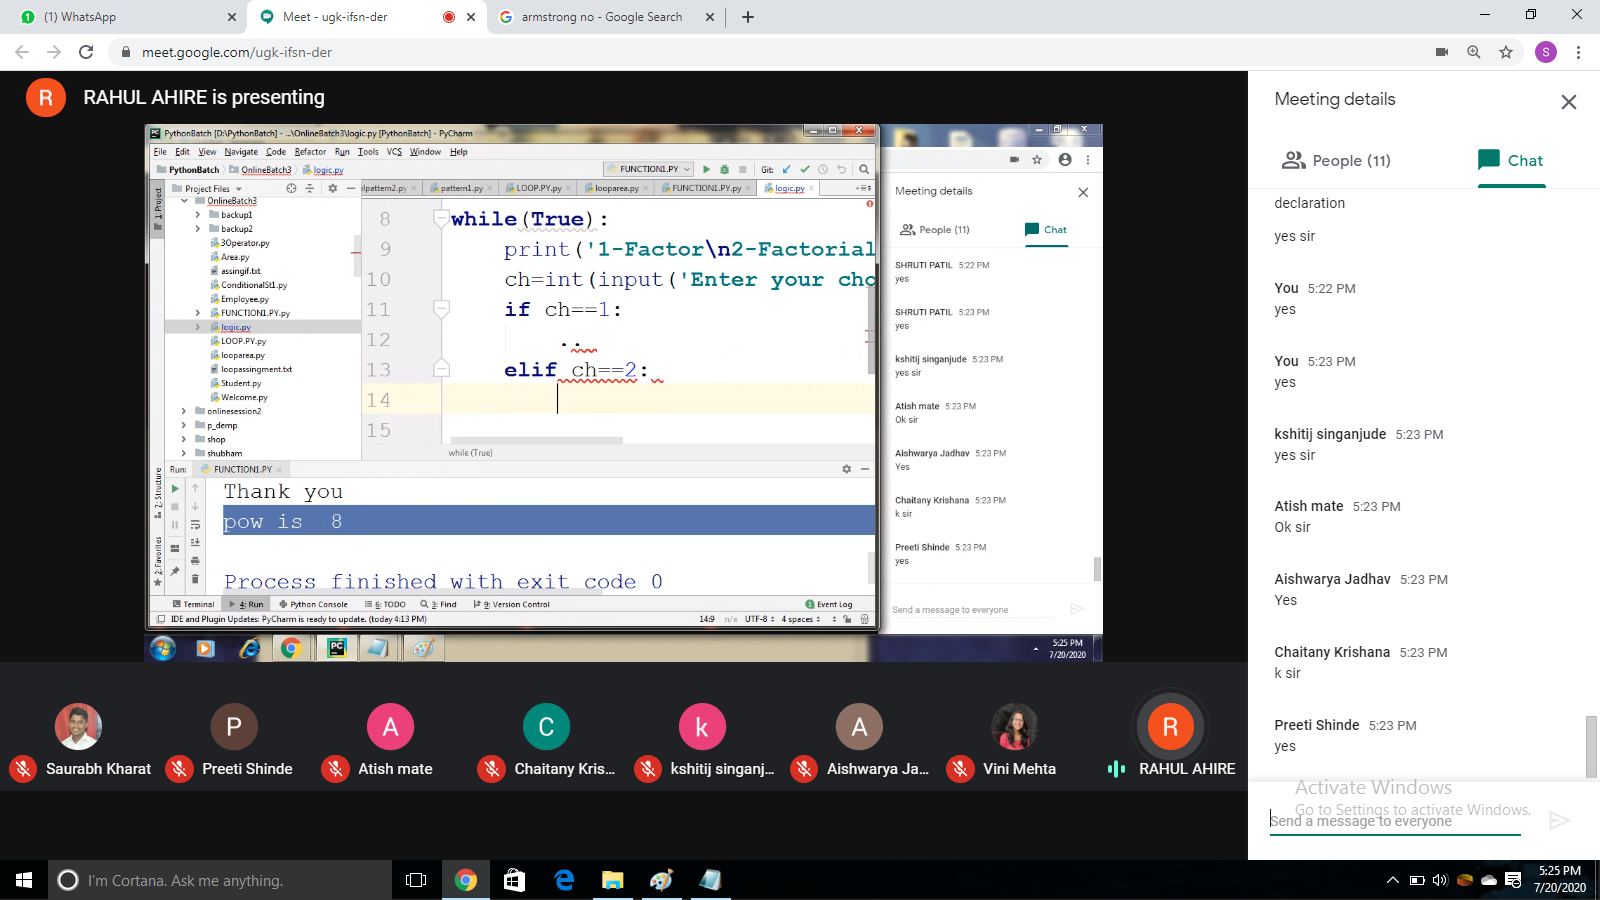 (1) WhatsApp
Meet - ugk-ifsn-der
armstrong no - Google Search
meet.google.com/ugk-ifsn-der
S
R
RAHUL AHIRE is presenting
PythonBatch [D:\PythonBatch] - ...\OnlineBatch3\logic.py [PythonBatch] - PyCharm
File Edit View Navigate Code Refactor Run Tools VCS Window Help
PythonBatch OnlineBatch3 logic.py
FUNCTION1.PY
Git:
Project Files
lpattern2.py pattern1.py LOOP.PY.py looparea.py FUNCTION1.PY.py logic.py
1: Project
OnlineBatch3
backup1
backup2
3Operator.py
Area.py
assingif.txt
ConditionalSt1.py
Employee.py
FUNCTION1.PY.py
logic.py
LOOP.PY.py
looparea.py
loopassingment.txt
Student.py
Welcome.py
onlinesession2
p_demp
shop
shubham
8 while(True):
9 print('1-Factor\n2-Factorial
10 ch=int(input('Enter your cho
11 if ch==1:
12 ..
13 elif ch==2:
14
15
while (True)
Run: FUNCTION1.PY
Thank you
pow is 8
Process finished with exit code 0
Z: Structure
2: Favorites
Terminal 4: Run Python Console 6: TODO 3: Find 9: Version Control 1 Event Log
IDE and Plugin Updates: PyCharm is ready to update. (today 4:13 PM)
14:9 n/a UTF-8 4 spaces
Meeting details
People (11) Chat
SHRUTI PATIL 5:22 PM
yes
SHRUTI PATIL 5:23 PM
yes
kshitij singanjude 5:23 PM
yes sir
Atish mate 5:23 PM
Ok sir
Aishwarya Jadhav 5:23 PM
Yes
Chaitany Krishana 5:23 PM
k sir
Preeti Shinde 5:23 PM
yes
Send a message to everyone
5:25 PM
7/20/2020
P A C k A R
Saurabh Kharat
Preeti Shinde
Atish mate
Chaitany Kris...
kshitij singanj...
Aishwarya Ja...
Vini Mehta
RAHUL AHIRE
Meeting details
People (11)
Chat
declaration
yes sir
You 5:22 PM
yes
You 5:23 PM
yes
kshitij singanjude 5:23 PM
yes sir
Atish mate 5:23 PM
Ok sir
Aishwarya Jadhav 5:23 PM
Yes
Chaitany Krishana 5:23 PM
k sir
Preeti Shinde 5:23 PM
yes
Activate Windows
Go to Settings to activate Windows.
Send a message to everyone
I'm Cortana. Ask me anything.
5:25 PM
7/20/2020